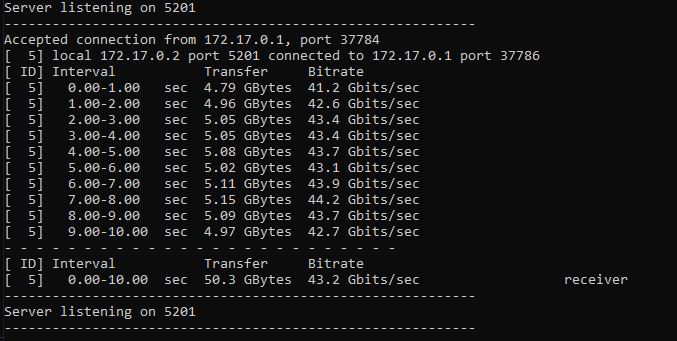 Server listening on 5201
-----------------------------------------------------------
Accepted connection from 172.17.0.1, port 37784
[  5] local 172.17.0.2 port 5201 connected to 172.17.0.1 port 37786
[ ID] Interval           Transfer     Bitrate
[  5]   0.00-1.00   sec  4.79 GBytes  41.2 Gbits/sec
[  5]   1.00-2.00   sec  4.96 GBytes  42.6 Gbits/sec
[  5]   2.00-3.00   sec  5.05 GBytes  43.4 Gbits/sec
[  5]   3.00-4.00   sec  5.05 GBytes  43.4 Gbits/sec
[  5]   4.00-5.00   sec  5.08 GBytes  43.7 Gbits/sec
[  5]   5.00-6.00   sec  5.02 GBytes  43.1 Gbits/sec
[  5]   6.00-7.00   sec  5.11 GBytes  43.9 Gbits/sec
[  5]   7.00-8.00   sec  5.15 GBytes  44.2 Gbits/sec
[  5]   8.00-9.00   sec  5.09 GBytes  43.7 Gbits/sec
[  5]   9.00-10.00  sec  4.97 GBytes  42.7 Gbits/sec
- - - - - - - - - - - - - - - - - - - - - - - - -
[ ID] Interval           Transfer     Bitrate
[  5]   0.00-10.00  sec  50.3 GBytes  43.2 Gbits/sec                  receiver
-----------------------------------------------------------
Server listening on 5201
-----------------------------------------------------------